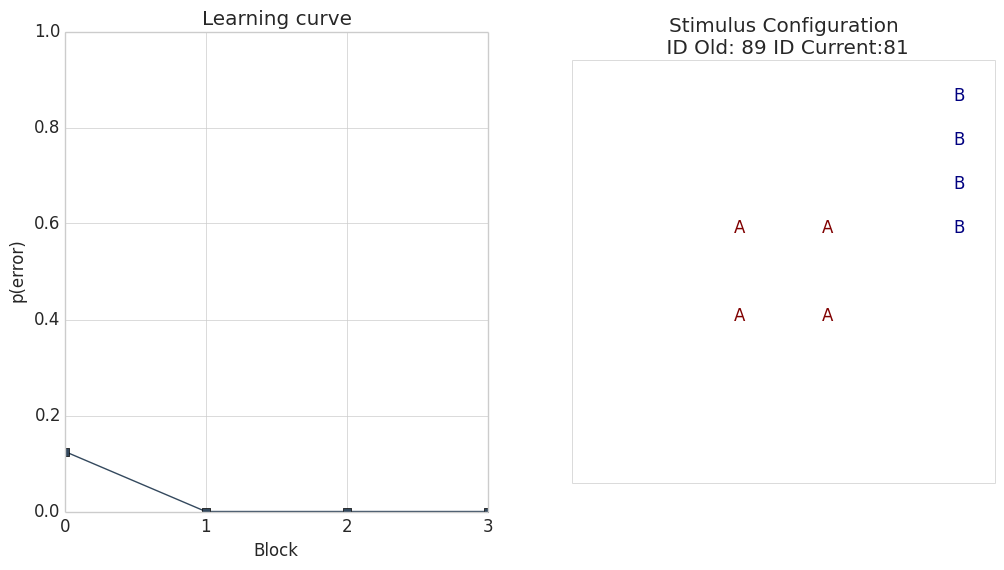 Learning curve
1.0
0.8
0.6
0.4
0.2
0.0
p(error)
0 1 2 3
Block
Stimulus Configuration
ID Old: 89 ID Current:81
B
B
B
A A B
A A